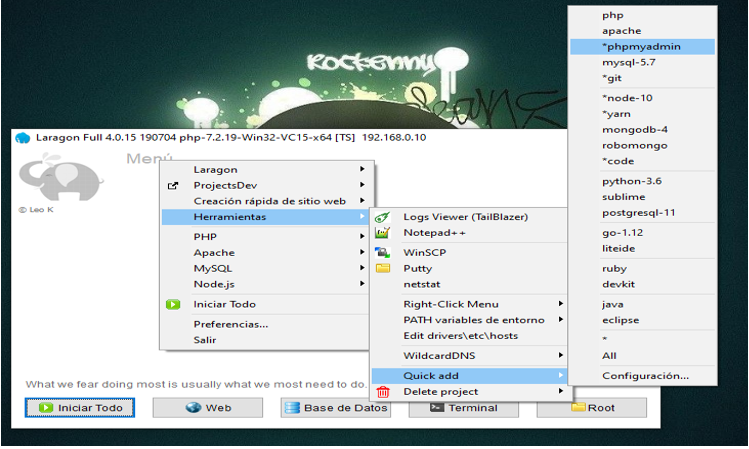 Rockenny
Laragon Full 4.0.15 190704 php-7.2.19-Win32-VC15-x64 [TS] 192.168.0.10
Menú
© Leo K
Laragon
ProjectsDev
Creación rápida de sitio web
Herramientas
PHP
Apache
MySQL
Node.js
Iniciar Todo
Preferencias...
Salir
Logs Viewer (TailBlazer)
Notepad++
WinSCP
Putty
netstat
Right-Click Menu
PATH variables de entorno
Edit drivers\etc\hosts
WildcardDNS
Quick add
Delete project
php
apache
*phpmyadmin
mysql-5.7
*git
*node-10
*yarn
mongodb-4
robomongo
*code
python-3.6
sublime
postgresql-11
go-1.12
liteide
ruby
devkit
java
eclipse
*
All
Configuración...
What we fear doing most is usually what we most need to do.
Iniciar Todo
Web
Base de Datos
Terminal
Root